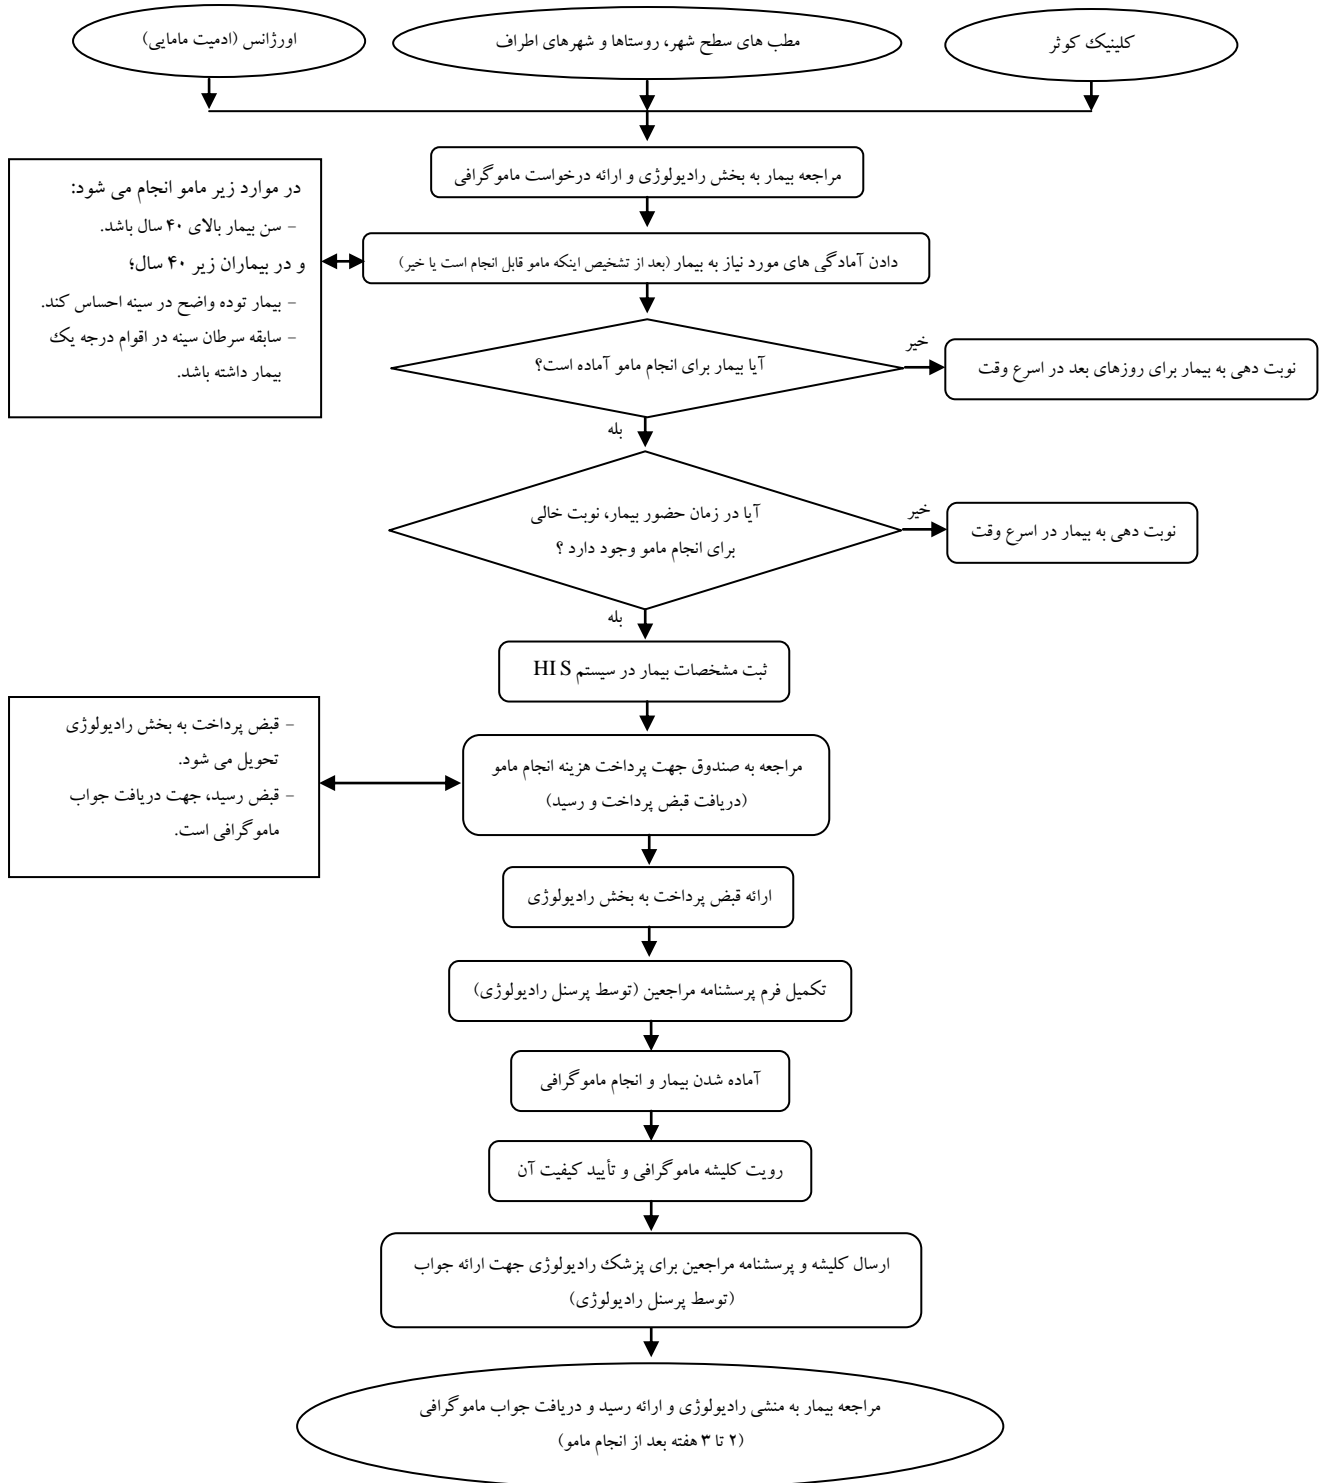 کلینیک کوثر
مطب های سطح شهر، روستاها و شهرهای اطراف
اورژانس (ادمیت مامایی)
مراجعه بیمار به بخش رادیولوژی و ارائه درخواست ماموگرافی
دادن آمادگی های مورد نیاز به بیمار (بعد از تشخیص اینکه مامو قابل انجام است یا خیر)
در موارد زیر مامو انجام می شود:
- سن بیمار بالای ۴۰ سال باشد.
و در بیماران زیر ۴۰ سال؛
- بیمار توده واضح در سینه احساس کند.
- سابقه سرطان سینه در اقوام درجه یک
بیمار داشته باشد.
آیا بیمار برای انجام مامو آماده است؟
خیر
نوبت دهی به بیمار برای روزهای بعد در اسرع وقت
بله
آیا در زمان حضور بیمار، نوبت خالی
برای انجام مامو وجود دارد ؟
خیر
نوبت دهی به بیمار در اسرع وقت
بله
ثبت مشخصات بیمار در سیستم HIS
مراجعه به صندوق جهت پرداخت هزینه انجام مامو
(دریافت قبض پرداخت و رسید)
- قبض پرداخت به بخش رادیولوژی
تحویل می شود.
- قبض رسید، جهت دریافت جواب
ماموگرافی است.
ارائه قبض پرداخت به بخش رادیولوژی
تکمیل فرم پرسشنامه مراجعین (توسط پرسنل رادیولوژی)
آماده شدن بیمار و انجام ماموگرافی
رویت کلیشه ماموگرافی و تأیید کیفیت آن
ارسال کلیشه و پرسشنامه مراجعین برای پزشک رادیولوژی جهت ارائه جواب
(توسط پرسنل رادیولوژی)
مراجعه بیمار به منشی رادیولوژی و ارائه رسید و دریافت جواب ماموگرافی
(۲ تا ۳ هفته بعد از انجام مامو)